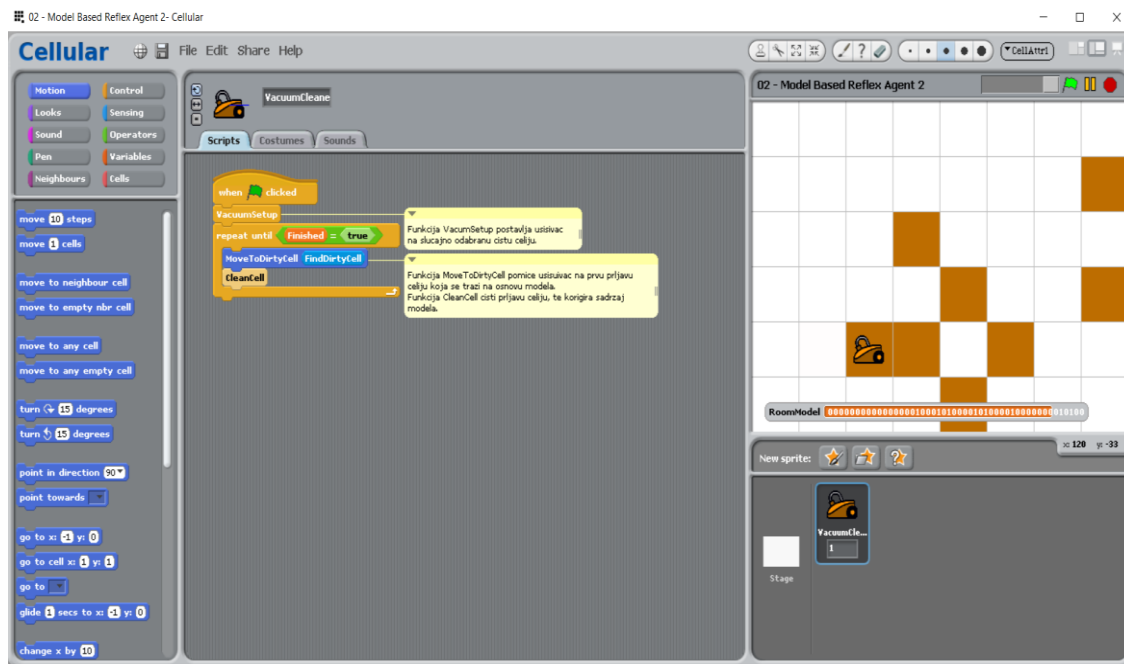 02 - Model Based Reflex Agent 2- Cellular
Cellular File Edit Share Help
CellAttr1
Motion Control
Looks Sensing
Sound Operators
Pen Variables
Neighbours Cells
VacuumCleane
Scripts Costumes Sounds
02 - Model Based Reflex Agent 2
move 10 steps
move 1 cells
move to neighbour cell
move to empty nbr cell
move to any cell
move to any empty cell
turn 15 degrees
turn 15 degrees
point in direction 90
point towards
go to x: -1 y: 0
go to cell x: 1 y: 1
go to
glide 1 secs to x: -1 y: 0
change x by 10
when clicked
VacuumSetup
repeat until Finished = true
MoveToDirtyCell FindDirtyCell
CleanCell
Funkcija VacumSetup postavlja usisivac
na slucajno odabranu cistu celiju.
Funkcija MoveToDirtyCell pomice usisuivac na prvu prljavu
celiju koja se trazi na osnovu modela.
Funkcija CleanCell cisti prljavu celiju, te korigira sadrzaj
modela.
RoomModel
x: 120 y: -33
New sprite:
VacuumCle...
1
Stage